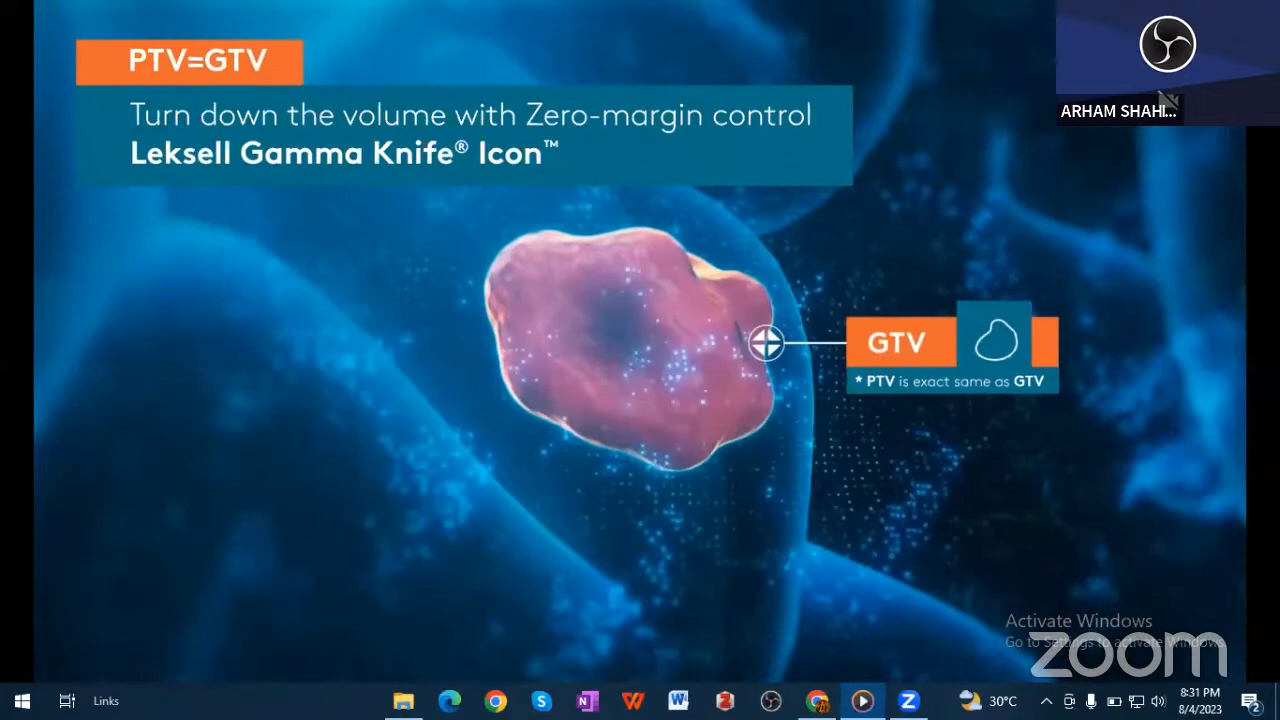 PTV=GTV
Turn down the volume with Zero-margin control
Leksell Gamma Knife® Icon™
ARHAM SHAHI...
GTV
* PTV is exact same as GTV
Activate Windows
Go to Settings to activate Windows.
zoom
Links
30°C
8:31 PM
8/4/2023
2